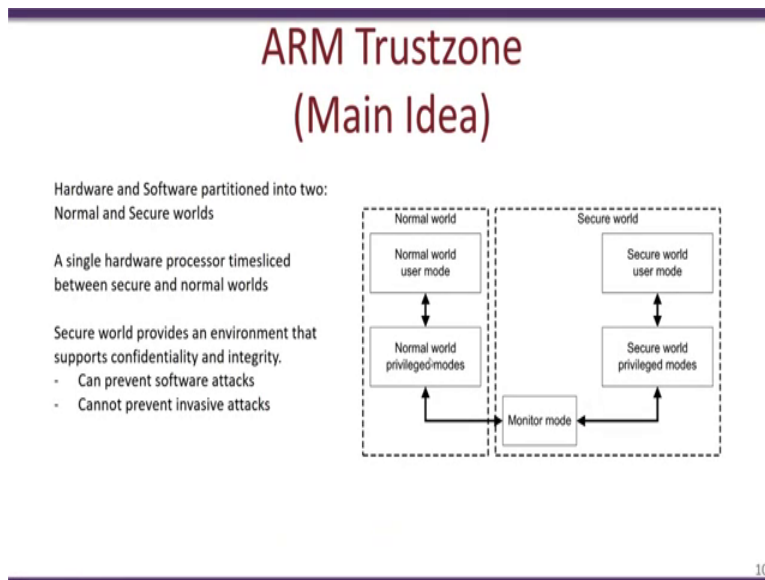 ARM Trustzone
(Main Idea)
Hardware and Software partitioned into two:
Normal and Secure worlds
A single hardware processor timesliced
between secure and normal worlds
Secure world provides an environment that
supports confidentiality and integrity.
- Can prevent software attacks
- Cannot prevent invasive attacks
Normal world
Secure world
Normal world
user mode
Secure world
user mode
Normal world
privileged modes
Secure world
privileged modes
Monitor mode